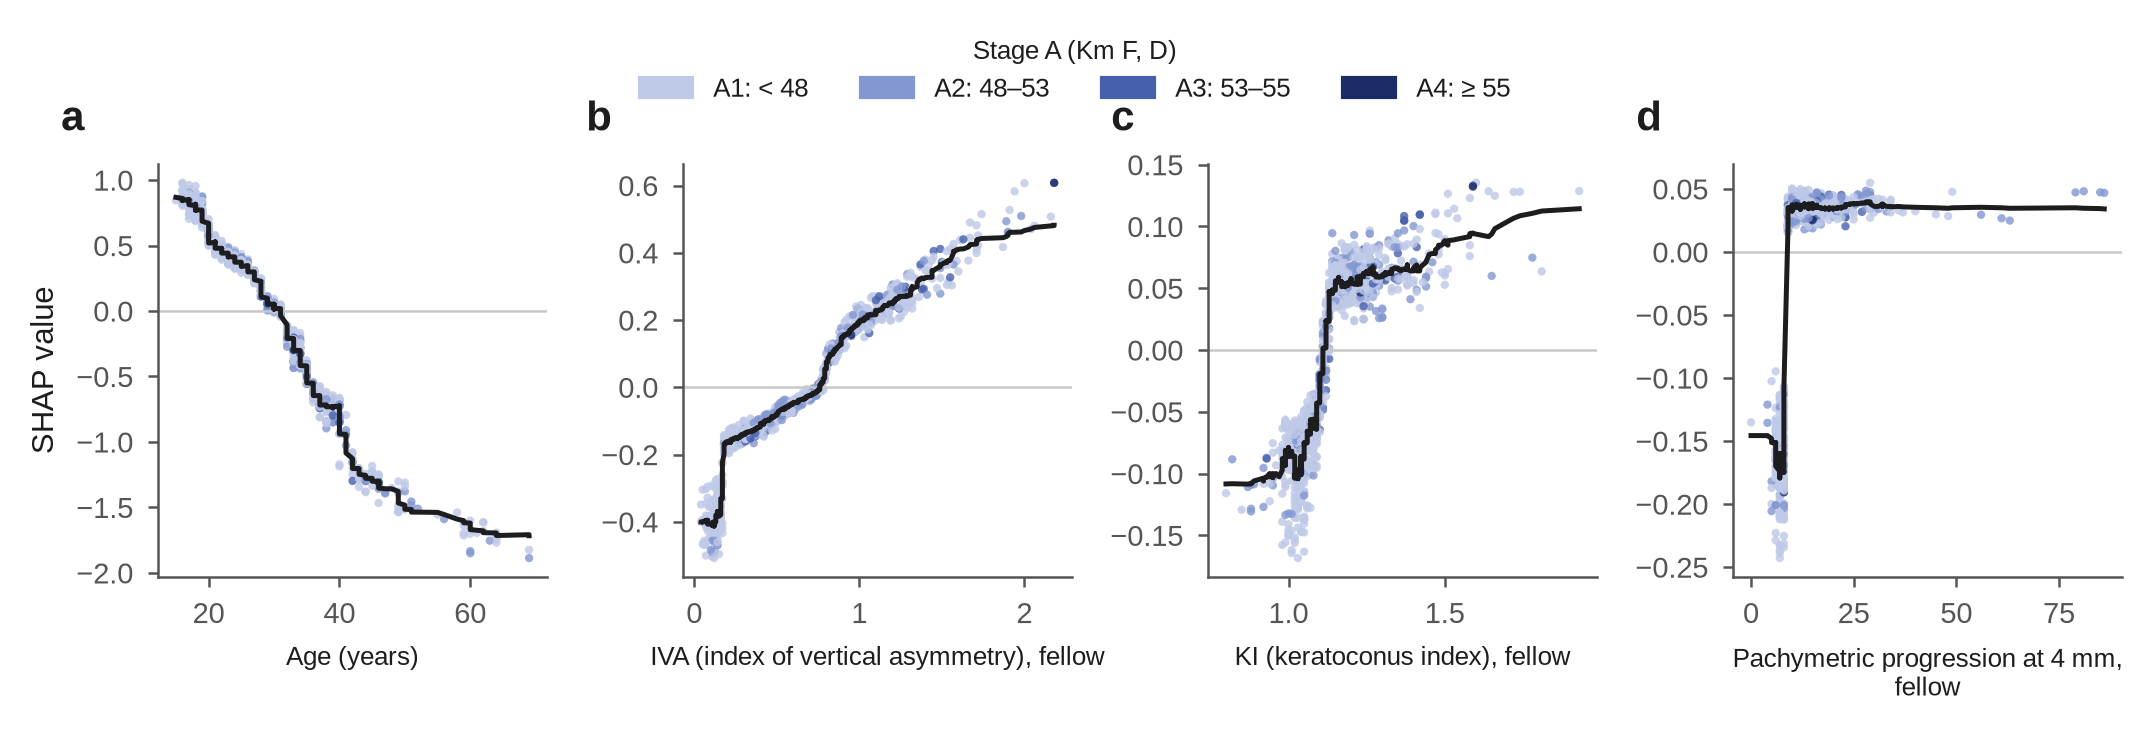 Stage A (Km F, D)
A1: < 48
A2: 48–53
A3: 53–55
A4: ≥ 55
a
b
c
d
SHAP value
1.0
0.5
0.0
−0.5
−1.0
−1.5
−2.0
20
40
60
Age (years)
0.6
0.4
0.2
0.0
−0.2
−0.4
0
1
2
IVA (index of vertical asymmetry), fellow
0.15
0.10
0.05
0.00
−0.05
−0.10
−0.15
1.0
1.5
KI (keratoconus index), fellow
0.05
0.00
−0.05
−0.10
−0.15
−0.20
−0.25
0
25
50
75
Pachymetric progression at 4 mm,
fellow